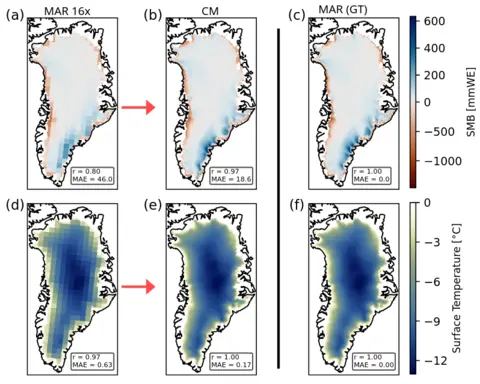 (a) MAR 16x
(b) CM
(c) MAR (GT)
r = 0.80
MAE = 46.0
r = 0.97
MAE = 18.6
r = 1.00
MAE = 0.0
600
400
200
0
−500
−1000
SMB [mmWE]
(d)
(e)
(f)
r = 0.97
MAE = 0.63
r = 1.00
MAE = 0.17
r = 1.00
MAE = 0.00
0
−3
−6
−9
−12
Surface Temperature [°C]